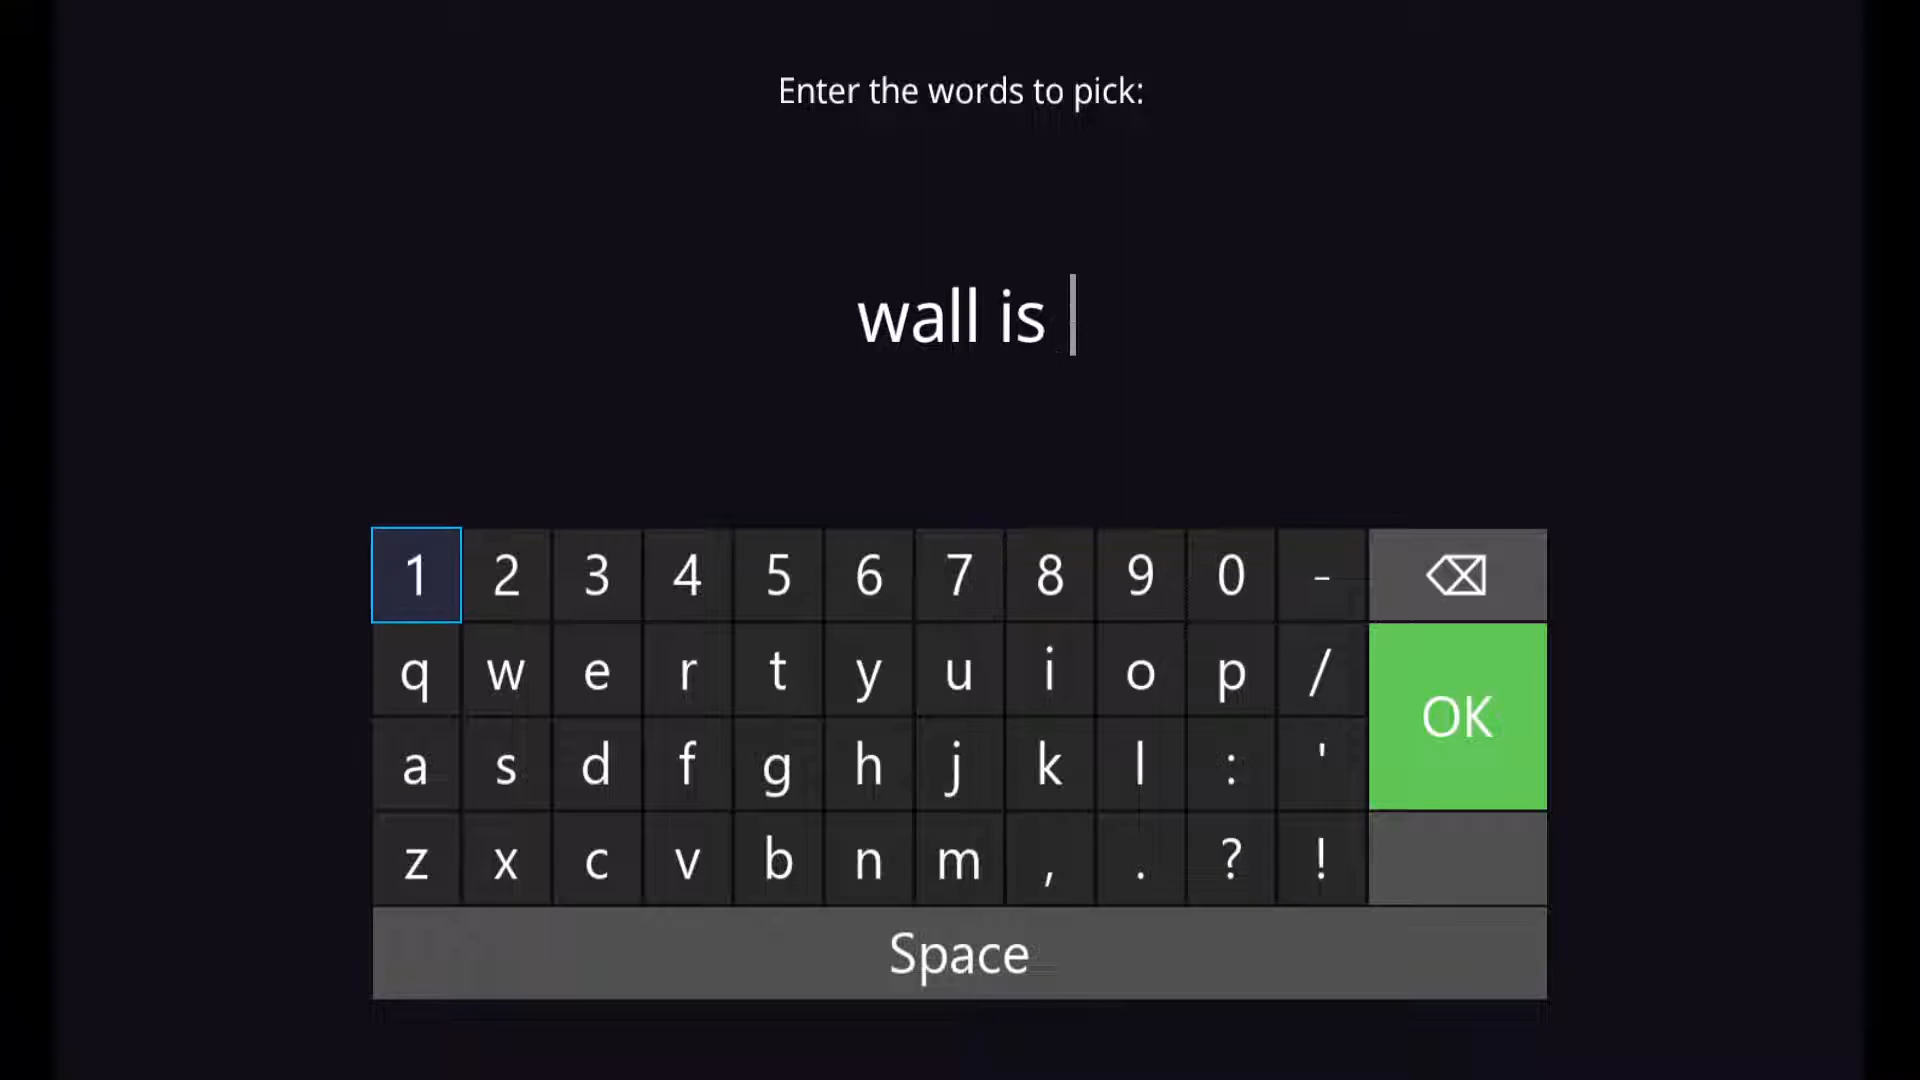 Enter the words to pick:
wall is
1 2 3 4 5 6 7 8 9 0 - ⌫
q w e r t y u i o p /
OK
a s d f g h j k l : '
z x c v b n m , . ? !
Space